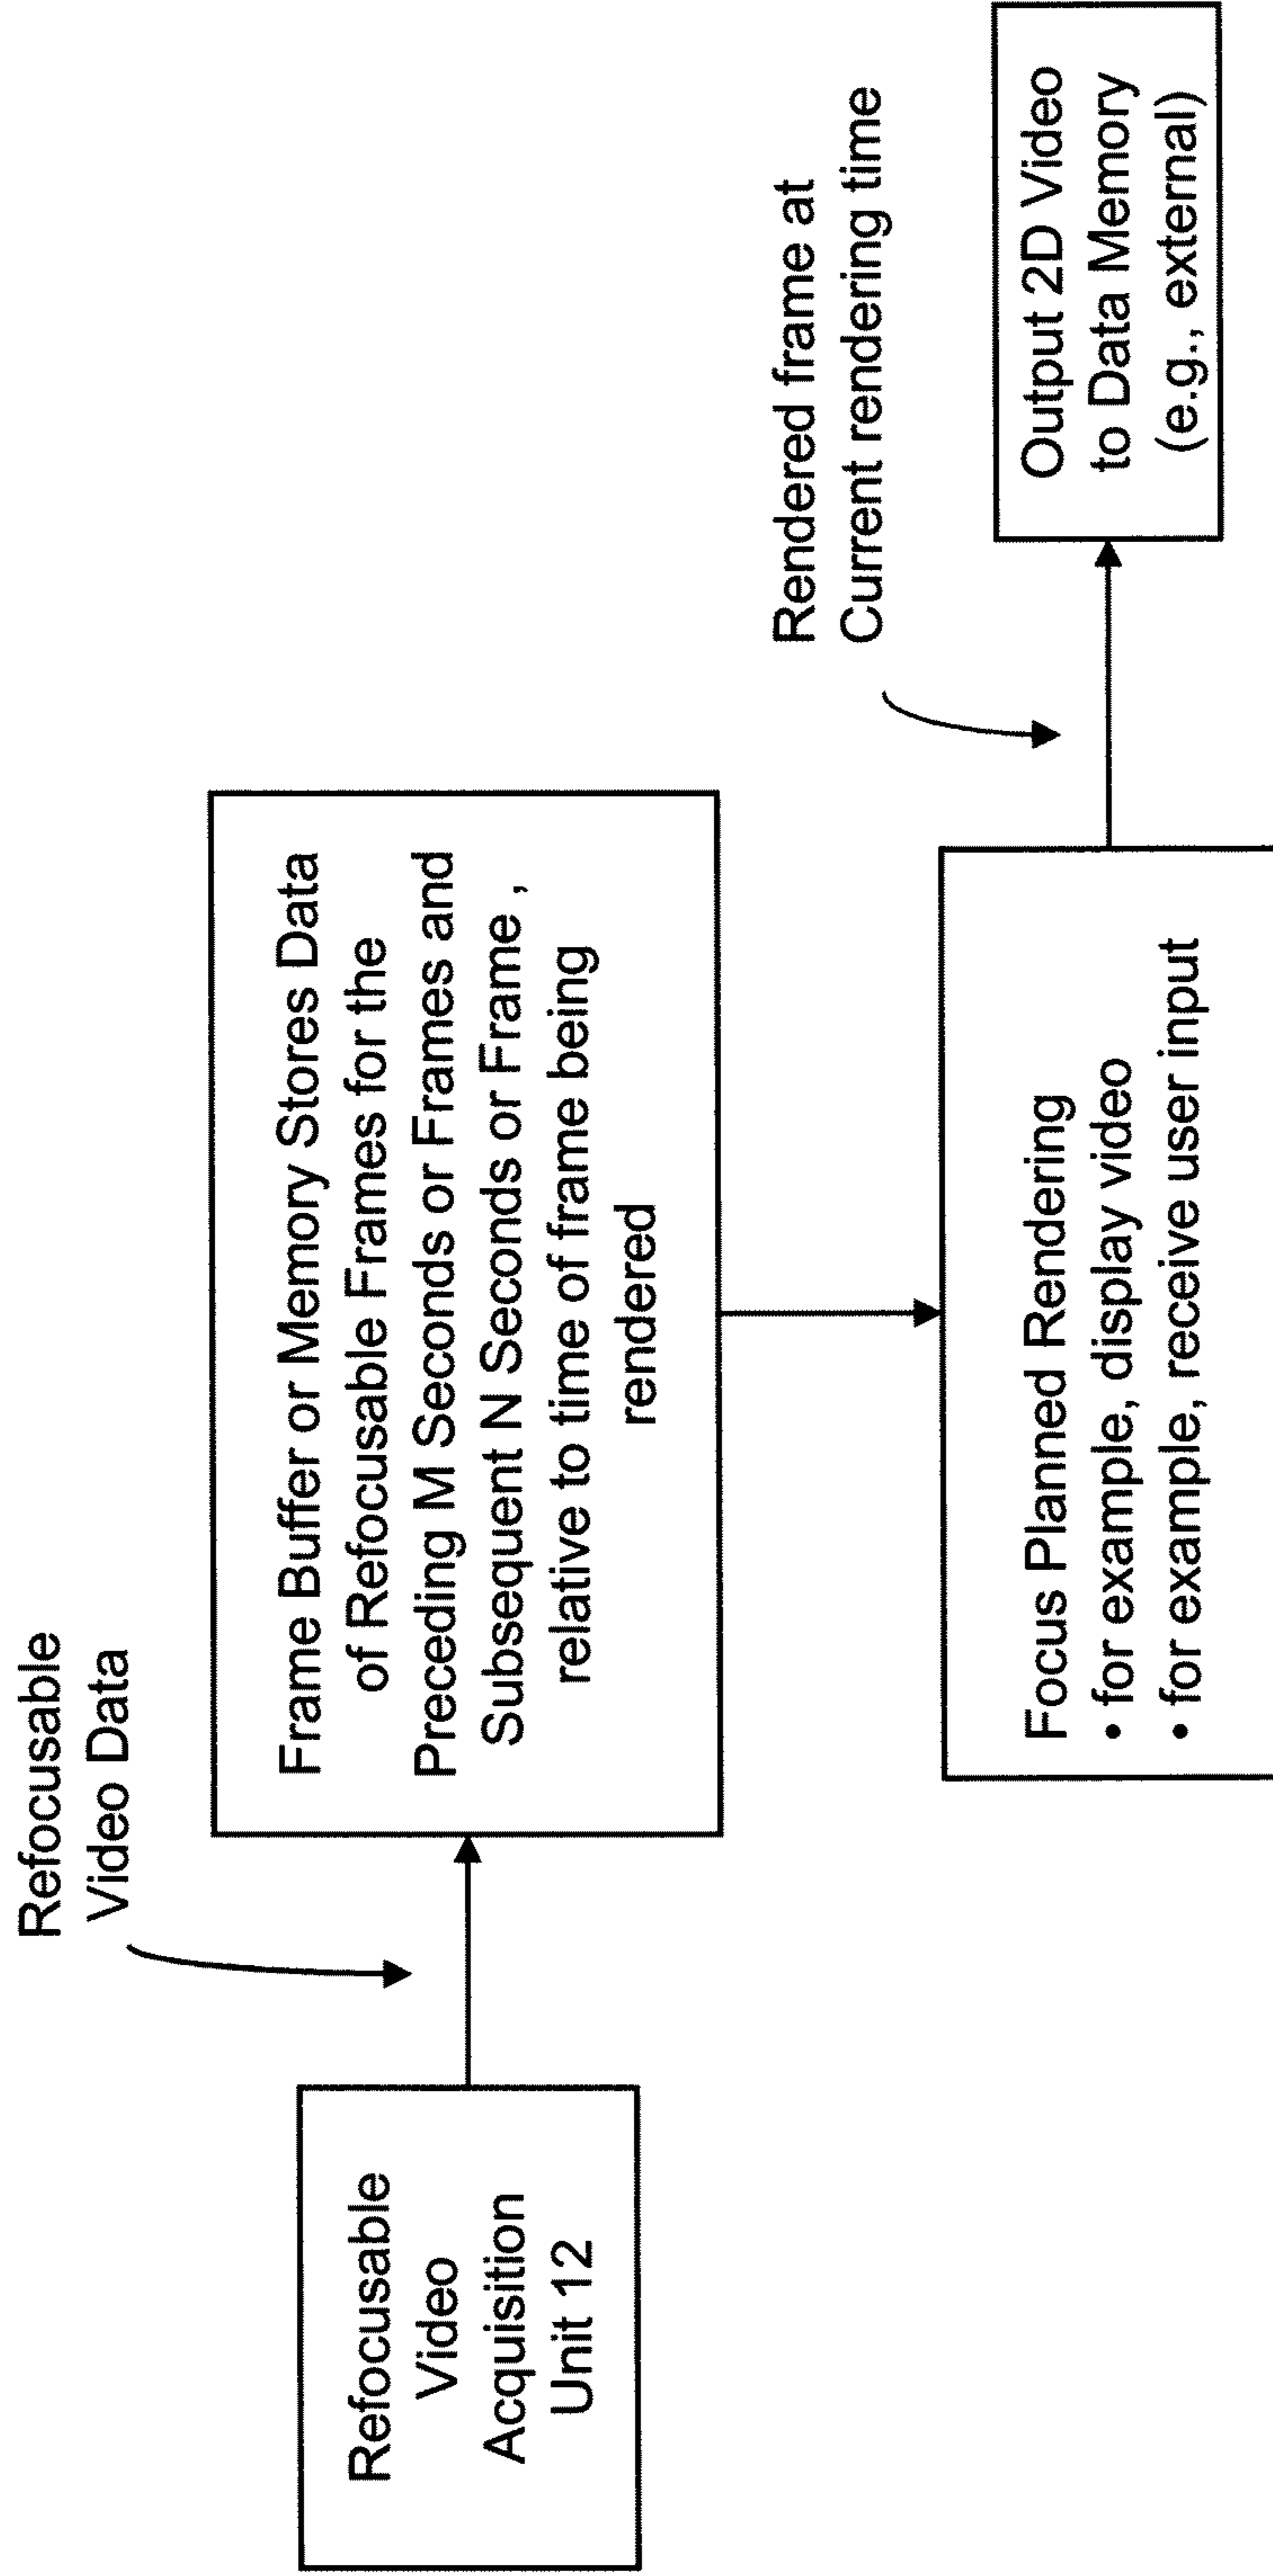 Refocusable
Video Data
Refocusable
Video
Acquisition
Unit 12
Frame Buffer or Memory Stores Data
of Refocusable Frames for the
Preceding M Seconds or Frames and
Subsequent N Seconds or Frame ,
relative to time of frame being
rendered
Focus Planned Rendering
• for example, display video
• for example, receive user input
Rendered frame at
Current rendering time
Output 2D Video
to Data Memory
(e.g., external)